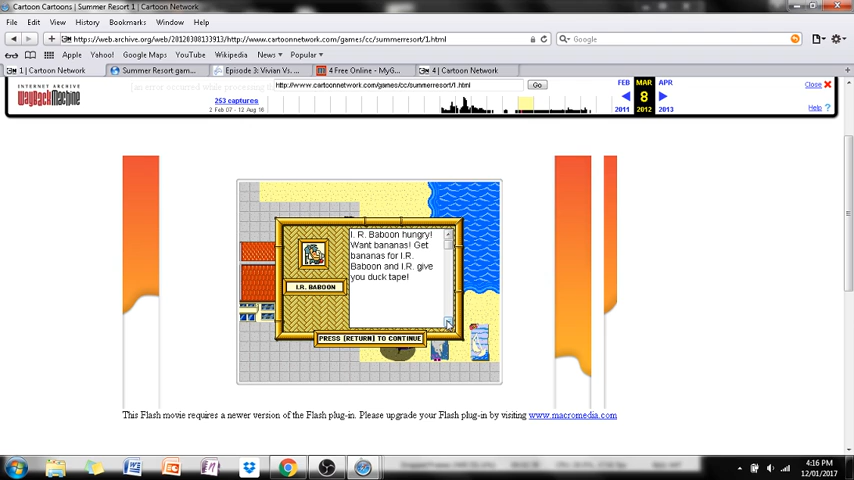 Cartoon Cartoons | Summer Resort 1 | Cartoon Network
File Edit View History Bookmarks Window Help
https://web.archive.org/web/20120308133913/http://www.cartoonnetwork.com/games/cc/summerresort/1.html
Google
Apple Yahoo! Google Maps YouTube Wikipedia News Popular
1 | Cartoon Network
Summer Resort gam...
Episode 3: Vivian Vs. ...
4 Free Online - MyG...
4 | Cartoon Network
INTERNET ARCHIVE
WayBackMachine
http://www.cartoonnetwork.com/games/cc/summerresort/1.html Go
253 captures
2 Feb 07 - 12 Aug 16
FEB MAR APR
8
2011 2012 2013
Close
Help
I. R. Baboon hungry!
Want bananas! Get
bananas for I.R.
Baboon and I.R. give
you duck tape!
I.R. BABOON
PRESS [RETURN] TO CONTINUE
This Flash movie requires a newer version of the Flash plug-in. Please upgrade your Flash plug-in by visiting www.macromedia.com
4:16 PM
12/01/2017